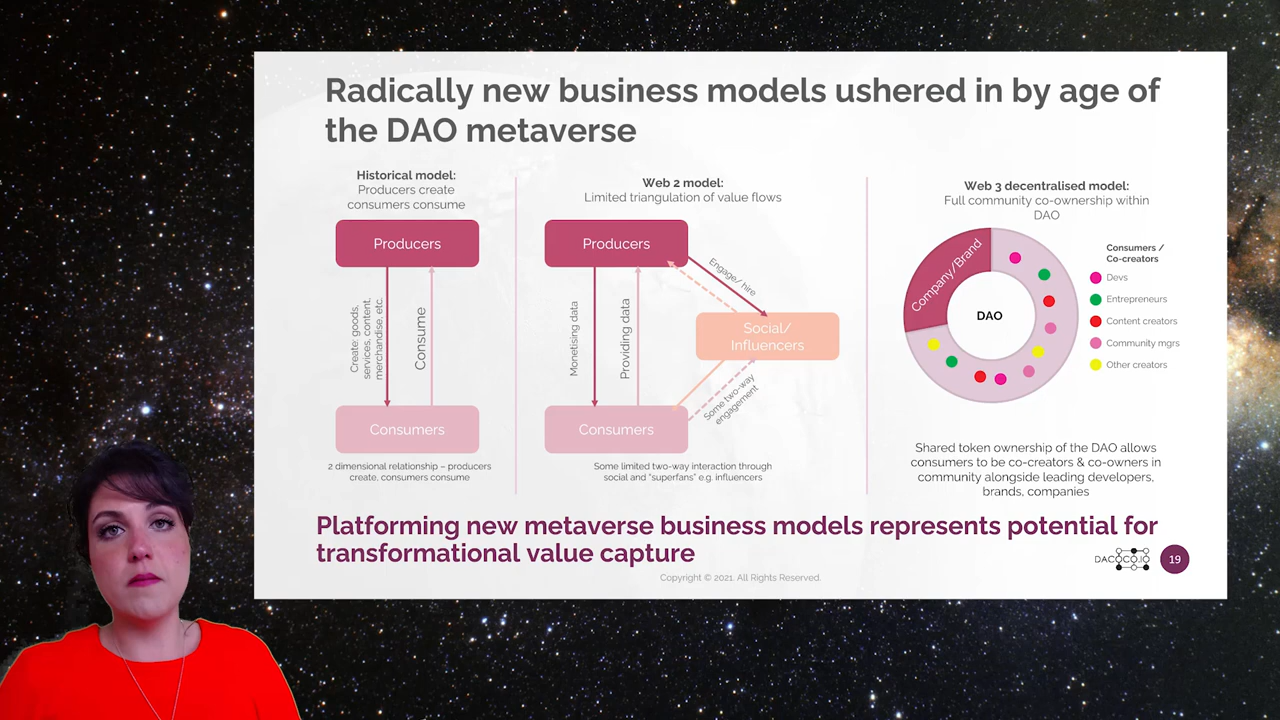 Radically new business models ushered in by age of
the DAO metaverse
Historical model:
Producers create
consumers consume
Producers
Create: goods,
services, content,
merchandise, etc.
Consume
Consumers
2 dimensional relationship – producers
create, consumers consume
Web 2 model:
Limited triangulation of value flows
Producers
Engage/ hire
Monetising data
Providing data
Social/
Influencers
Some two-way
engagement
Consumers
Some limited two-way interaction through
social and "superfans" e.g. influencers
Web 3 decentralised model:
Full community co-ownership within
DAO
Company/Brand
DAO
Consumers /
Co-creators
Devs
Entrepreneurs
Content creators
Community mgrs
Other creators
Shared token ownership of the DAO allows
consumers to be co-creators & co-owners in
community alongside leading developers,
brands, companies
Platforming new metaverse business models represents potential for
transformational value capture
DACOCO.IO
19
Copyright © 2021. All Rights Reserved.